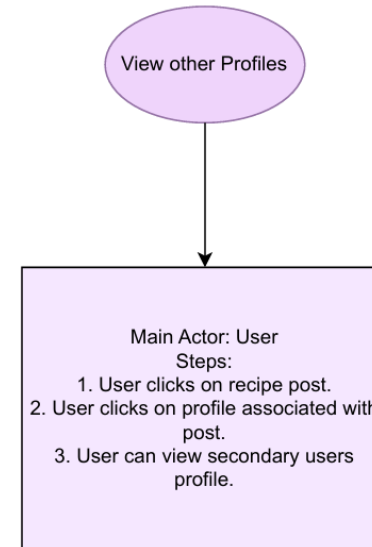 View other Profiles
Main Actor: User
Steps:
1. User clicks on recipe post.
2. User clicks on profile associated with
post.
3. User can view secondary users
profile.